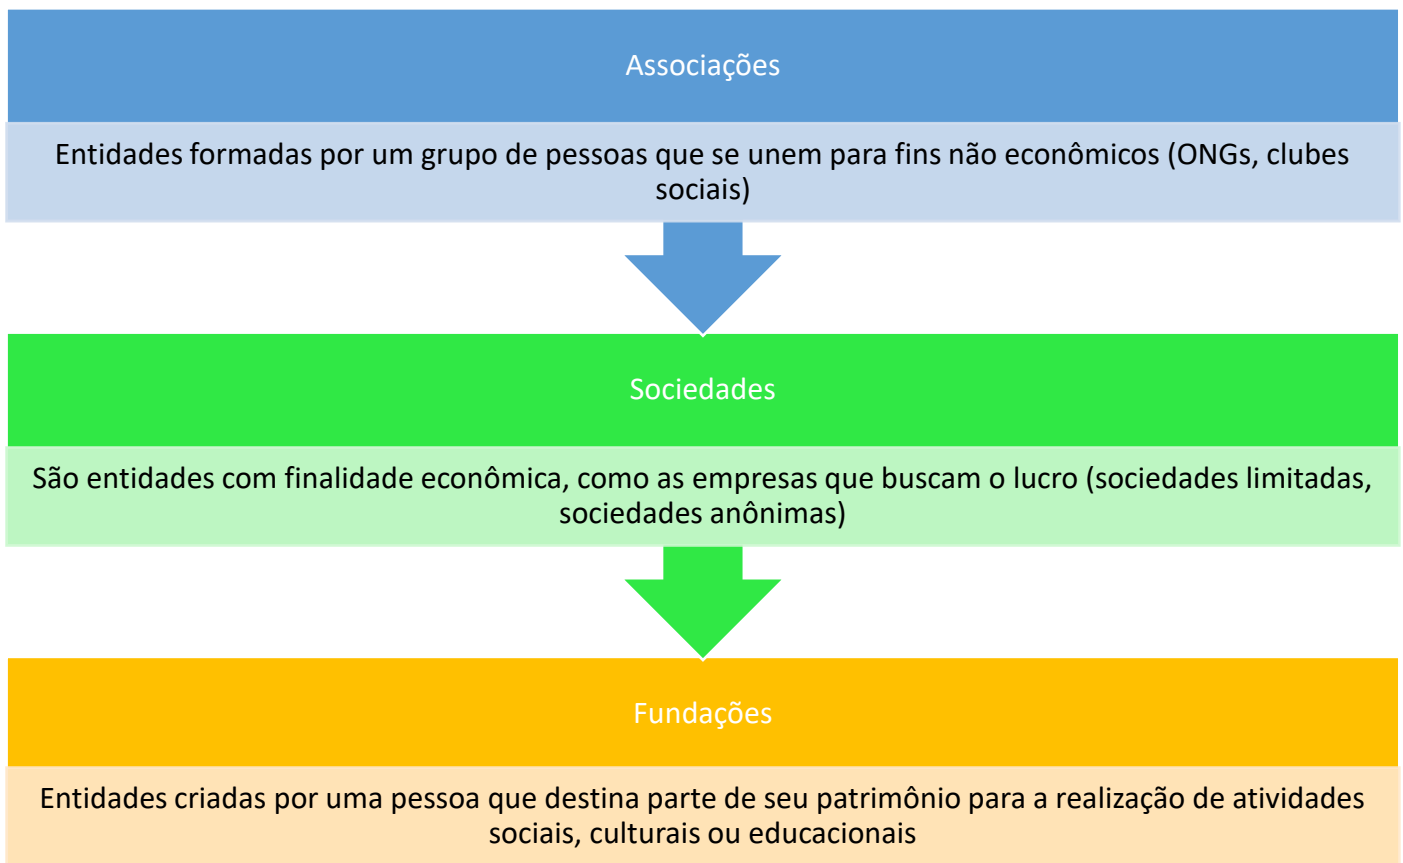 Associações
Entidades formadas por um grupo de pessoas que se unem para fins não econômicos (ONGs, clubes
sociais)
Sociedades
São entidades com finalidade econômica, como as empresas que buscam o lucro (sociedades limitadas,
sociedades anônimas)
Fundações
Entidades criadas por uma pessoa que destina parte de seu patrimônio para a realização de atividades
sociais, culturais ou educacionais